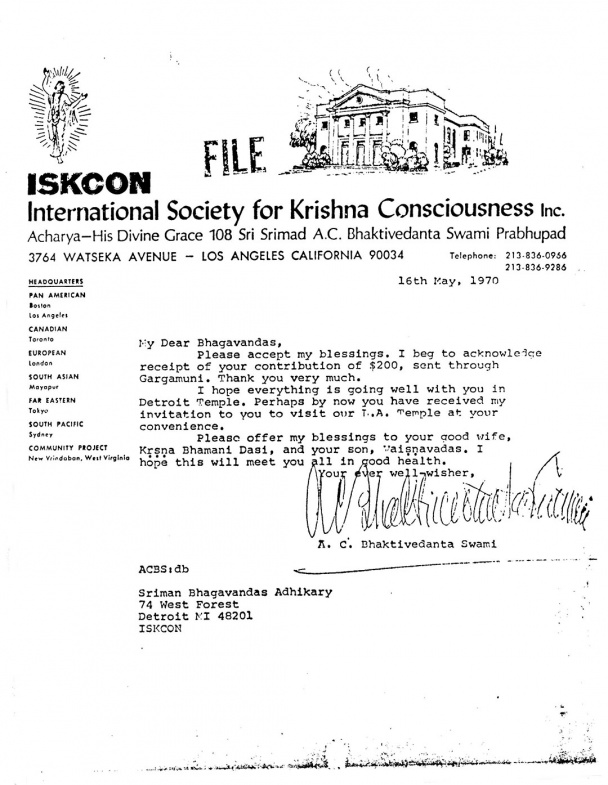 FILE
ISKCON
International Society for Krishna Consciousness Inc.
Acharya—His Divine Grace 108 Sri Srimad A.C. Bhaktivedanta Swami Prabhupad
3764 WATSEKA AVENUE — LOS ANGELES CALIFORNIA 90034
Telephone: 213-836-0966
213-836-9286
HEADQUARTERS
PAN AMERICAN
Boston
Los Angeles
CANADIAN
Toronto
EUROPEAN
London
SOUTH ASIAN
Mayapur
FAR EASTERN
Tokyo
SOUTH PACIFIC
Sydney
COMMUNITY PROJECT
New Vrindaban, West Virginia
16th May, 1970
My Dear Bhagavandas,
Please accept my blessings. I beg to acknowledge
receipt of your contribution of $200, sent through
Gargamuni. Thank you very much.
I hope everything is going well with you in
Detroit Temple. Perhaps by now you have received my
invitation to you to visit our L.A. Temple at your
convenience.
Please offer my blessings to your good wife,
Krṣṇa Bhamani Dasi, and your son, Vaiṣṇavadas. I
hope this will meet you all in good health.
Your ever well-wisher,
AC Bhaktivedanta Swami
A. C. Bhaktivedanta Swami
ACBS:db
Sriman Bhagavandas Adhikary
74 West Forest
Detroit MI 48201
ISKCON